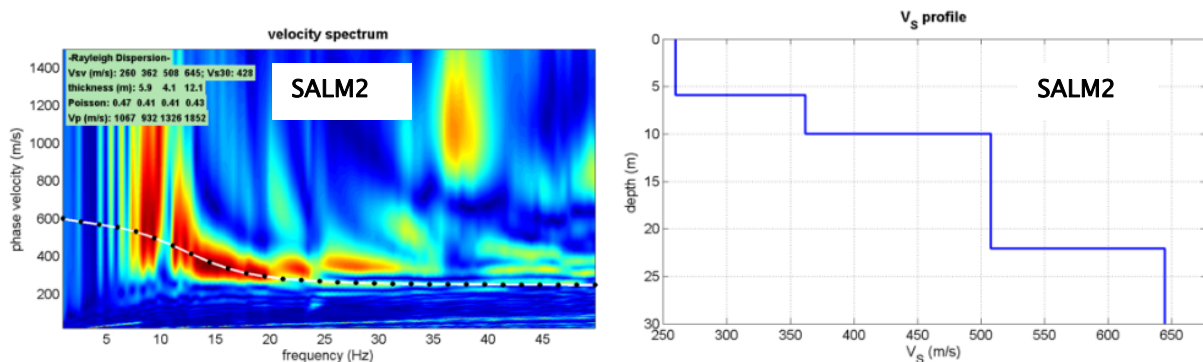 velocity spectrum
-Rayleigh Dispersion-
Vsv (m/s): 260 362 508 645; Vs30: 428
thickness (m): 5.9 4.1 12.1
Poisson: 0.47 0.41 0.41 0.43
Vp (m/s): 1067 932 1326 1852
SALM2
1400
1200
1000
800
600
400
200
phase velocity (m/s)
5 10 15 20 25 30 35 40 45
frequency (Hz)
VS profile
SALM2
0
5
10
15
20
25
30
depth (m)
250 300 350 400 450 500 550 600 650
VS (m/s)